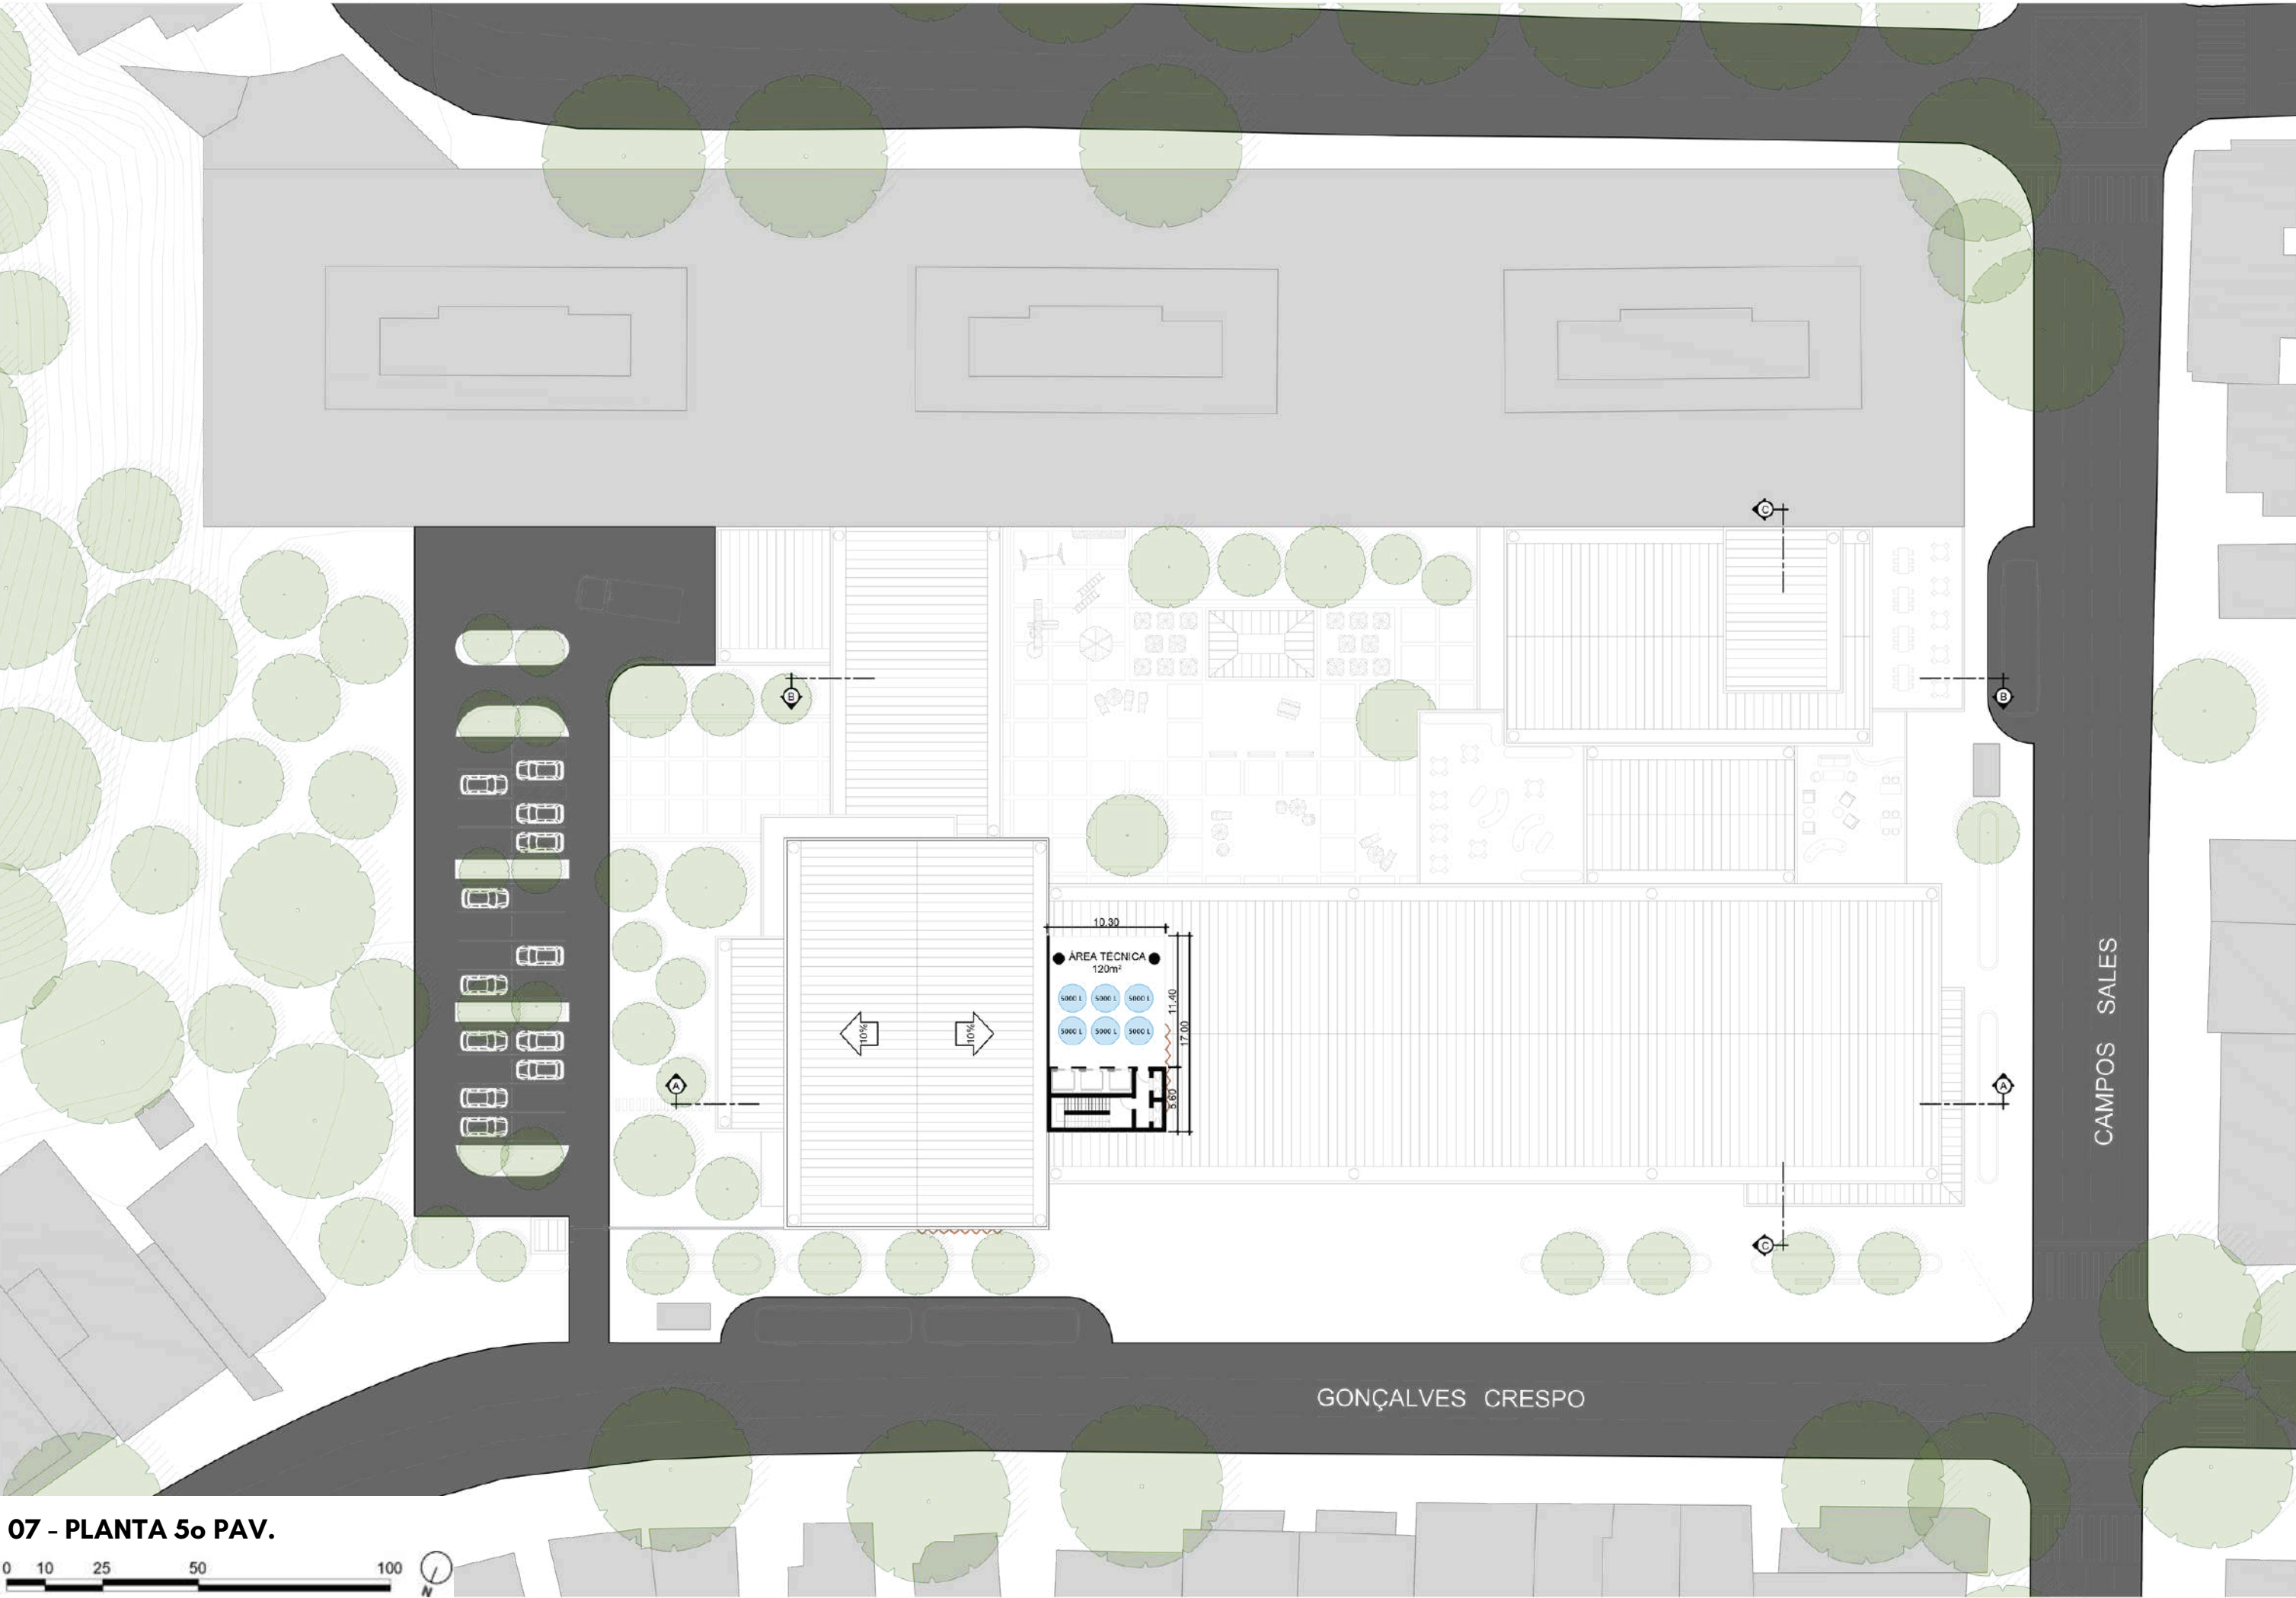 C
B
B
10.30
ÁREA TÉCNICA
120m²
5000 L 5000 L 5000 L
5000 L 5000 L 5000 L
11.40
17.00
5.60
10%
10%
A
A
C
CAMPOS SALES
GONÇALVES CRESPO
07 - PLANTA 5o PAV.
0 10 25 50 100
N